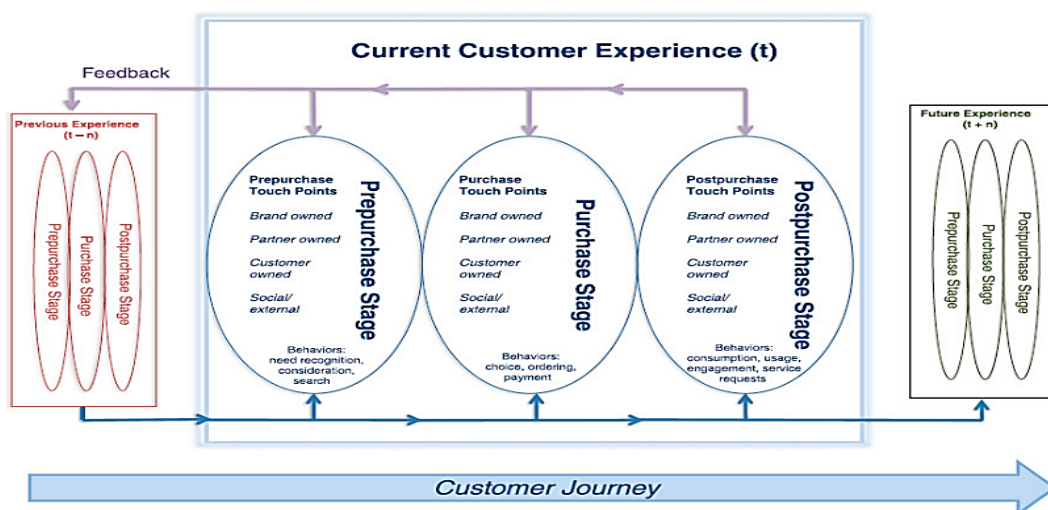 Current Customer Experience (t)
Feedback
Previous Experience
(t – n)
Prepurchase Stage
Purchase Stage
Postpurchase Stage
Prepurchase
Touch Points
Brand owned
Partner owned
Customer
owned
Social/
external
Prepurchase Stage
Behaviors:
need recognition,
consideration,
search
Purchase
Touch Points
Brand owned
Partner owned
Customer
owned
Social/
external
Purchase Stage
Behaviors:
choice, ordering,
payment
Postpurchase
Touch Points
Brand owned
Partner owned
Customer
owned
Social/
external
Postpurchase Stage
Behaviors:
consumption, usage,
engagement, service
requests
Future Experience
(t + n)
Prepurchase Stage
Purchase Stage
Postpurchase Stage
Customer Journey